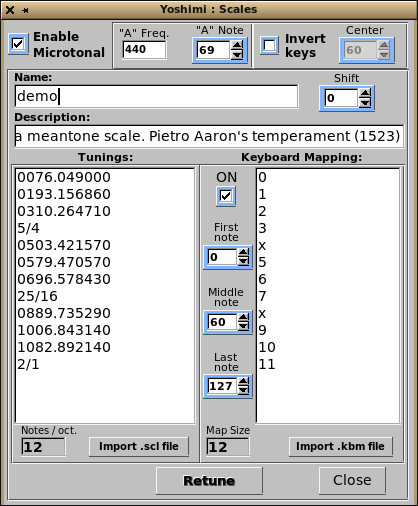 Yoshimi : Scales
Enable Microtonal
"A" Freq.
440
"A" Note
69
Invert keys
Center
60
Name:
demo
Shift
0
Description:
a meantone scale. Pietro Aaron's temperament (1523)
Tunings:
0076.049000
0193.156860
0310.264710
5/4
0503.421570
0579.470570
0696.578430
25/16
0889.735290
1006.843140
1082.892140
2/1
ON
First note
0
Middle note
60
Last note
127
Keyboard Mapping:
0
1
2
3
x
5
6
7
x
9
10
11
Notes / oct.
12
Import .scl file
Map Size
12
Import .kbm file
Retune
Close